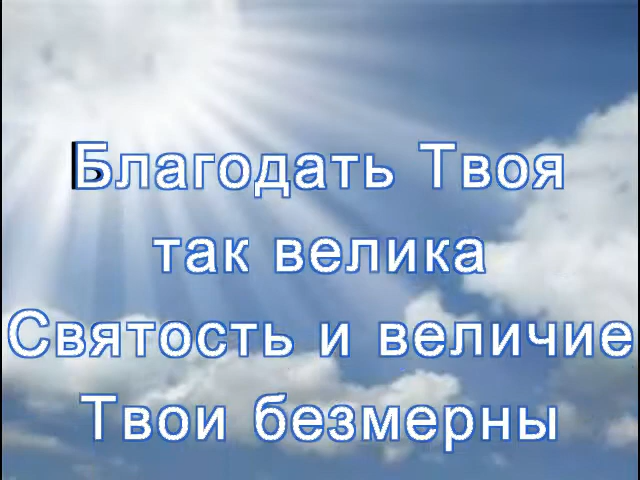 Благодать Твоя
так велика
Святость и величие
Твои безмерны